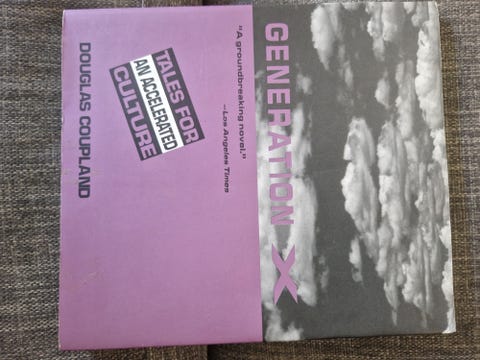 GENERATION X
"A groundbreaking novel."
—Los Angeles Times
TALES FOR
AN ACCELERATED
CULTURE
DOUGLAS COUPLAND